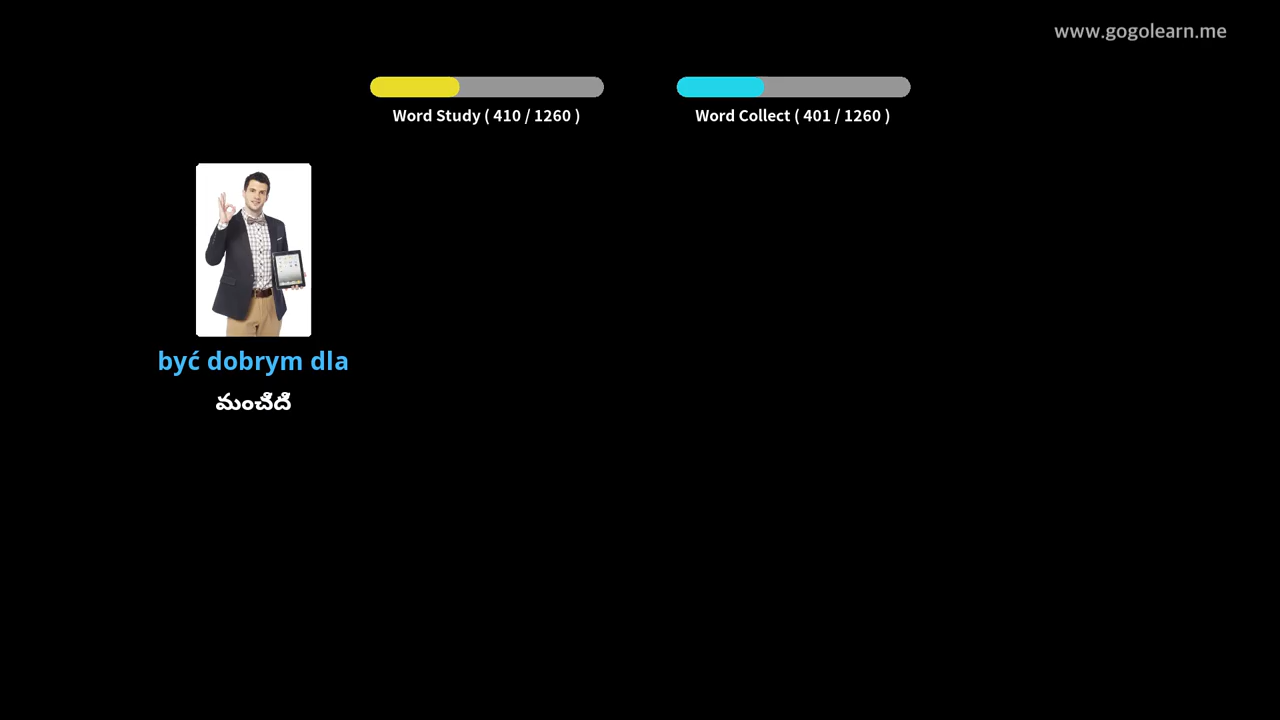 www.gogolearn.me
Word Study ( 410 / 1260 )
Word Collect ( 401 / 1260 )
być dobrym dla
మంచిది